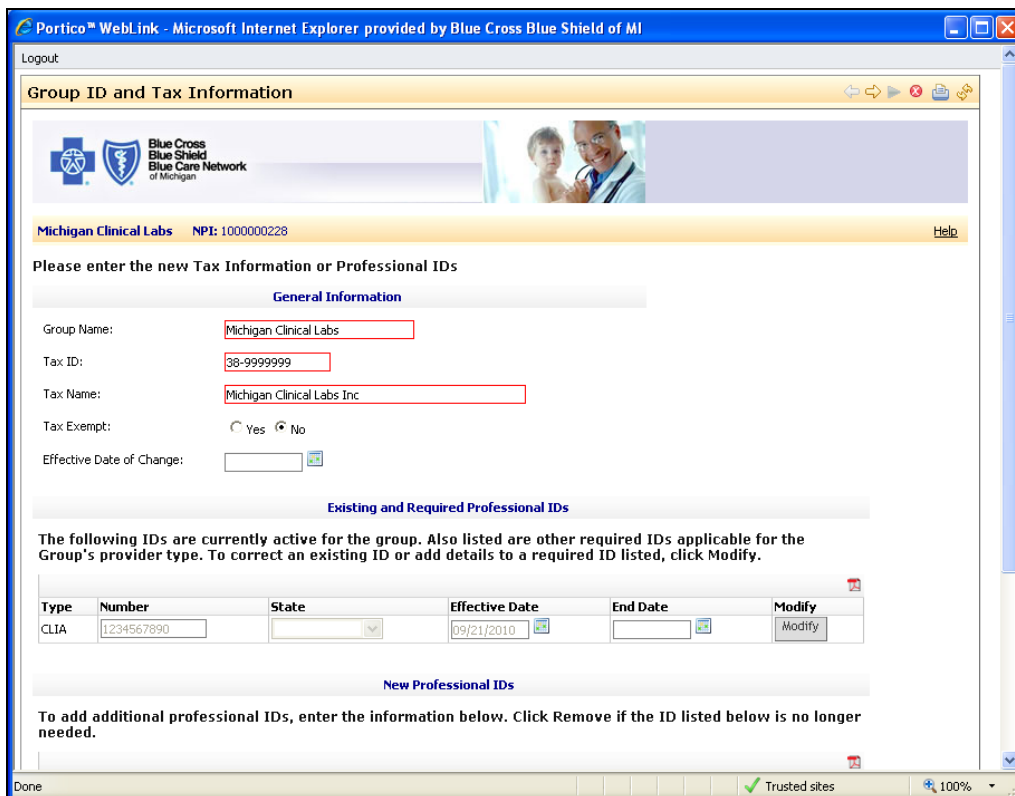 Portico™ WebLink - Microsoft Internet Explorer provided by Blue Cross Blue Shield of MI
Logout
Group ID and Tax Information
Blue Cross
Blue Shield
Blue Care Network
of Michigan
Michigan Clinical Labs NPI: 1000000228 Help
Please enter the new Tax Information or Professional IDs
General Information
Group Name: Michigan Clinical Labs
Tax ID: 38-9999999
Tax Name: Michigan Clinical Labs Inc
Tax Exempt: Yes No
Effective Date of Change:
Existing and Required Professional IDs
The following IDs are currently active for the group. Also listed are other required IDs applicable for the
Group's provider type. To correct an existing ID or add details to a required ID listed, click Modify.
Type Number State Effective Date End Date Modify
CLIA 1234567890 09/21/2010 Modify
New Professional IDs
To add additional professional IDs, enter the information below. Click Remove if the ID listed below is no longer
needed.
Done Trusted sites 100%